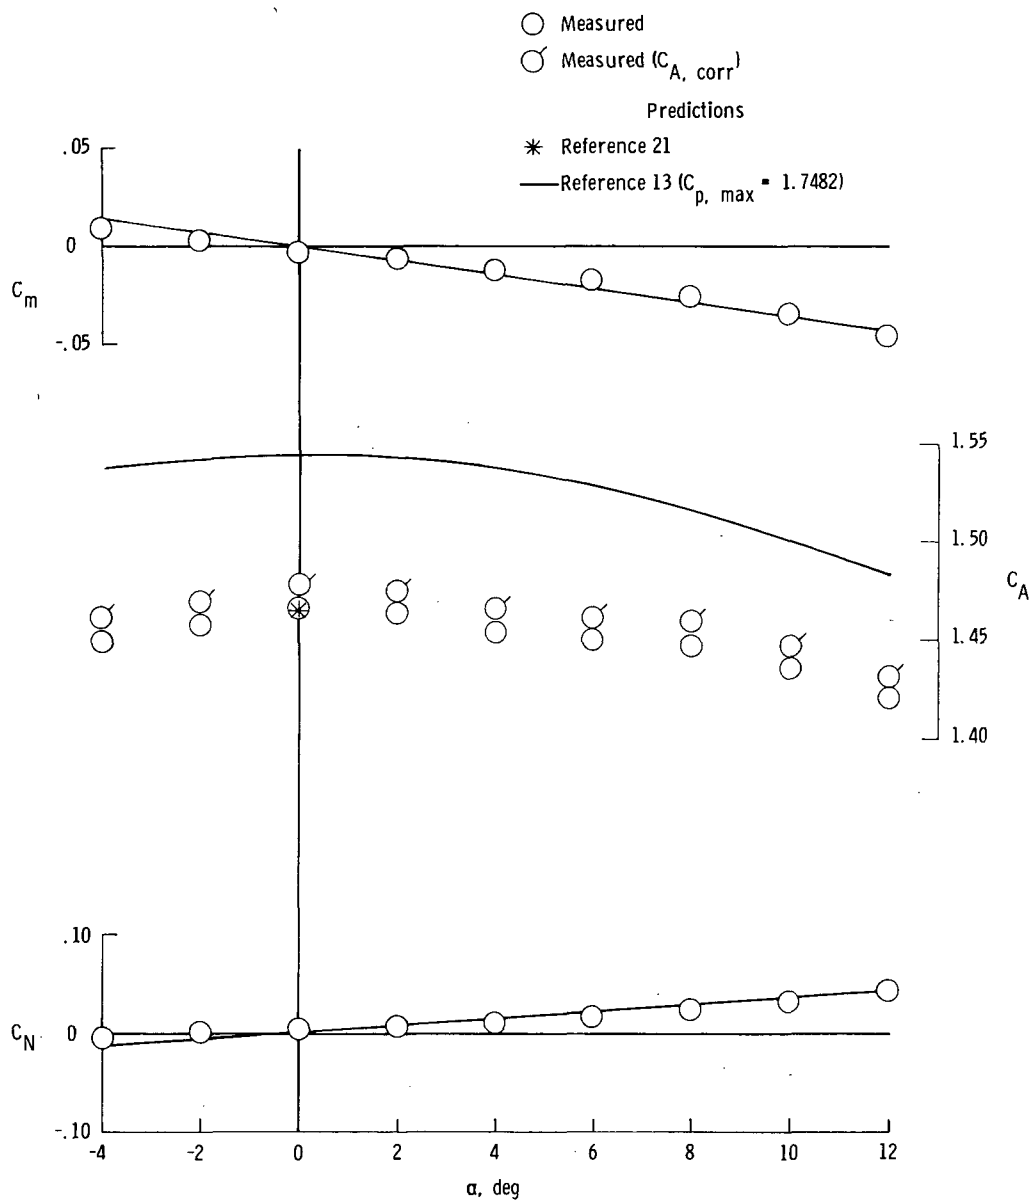 Measured
Measured (C_A, corr)
Predictions
Reference 21
Reference 13 (C_p, max = 1.7482)
.05
0
-.05
C_m
1.55
1.50
1.45
1.40
C_A
.10
0
-.10
C_N
-4 -2 0 2 4 6 8 10 12
α, deg